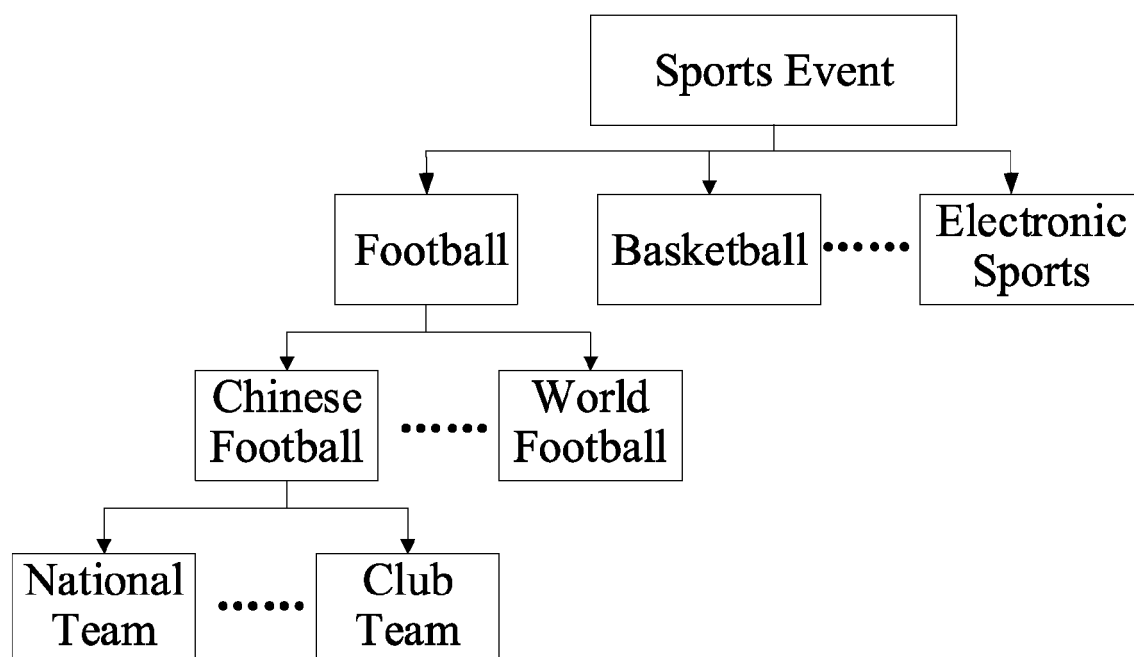 Sports Event
Football
Basketball
Electronic
Sports
Chinese
Football
World
Football
National
Team
Club
Team